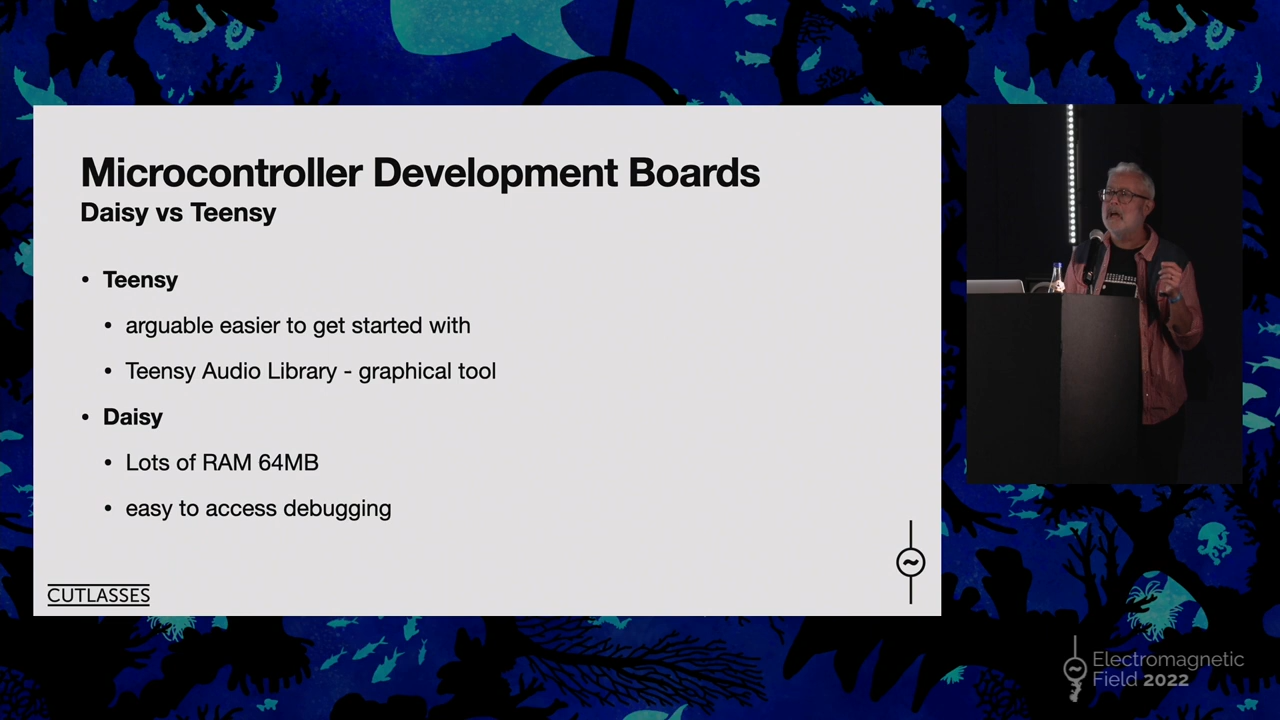 Microcontroller Development Boards
Daisy vs Teensy
• Teensy
• arguable easier to get started with
• Teensy Audio Library - graphical tool
• Daisy
• Lots of RAM 64MB
• easy to access debugging
CUTLASSES
Electromagnetic
Field 2022